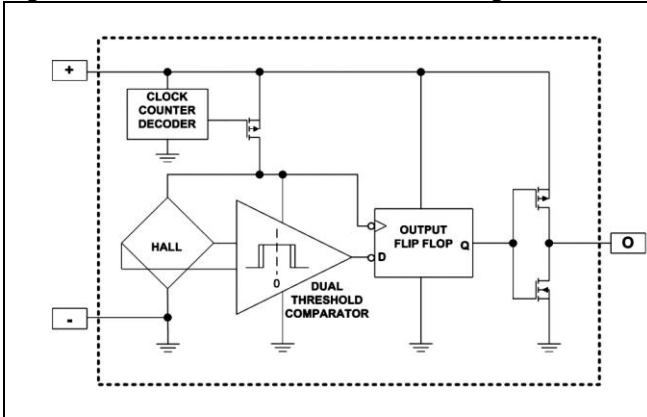 +
CLOCK
COUNTER
DECODER
HALL
0
DUAL
THRESHOLD
COMPARATOR
D
OUTPUT
FLIP FLOP
Q
O
-